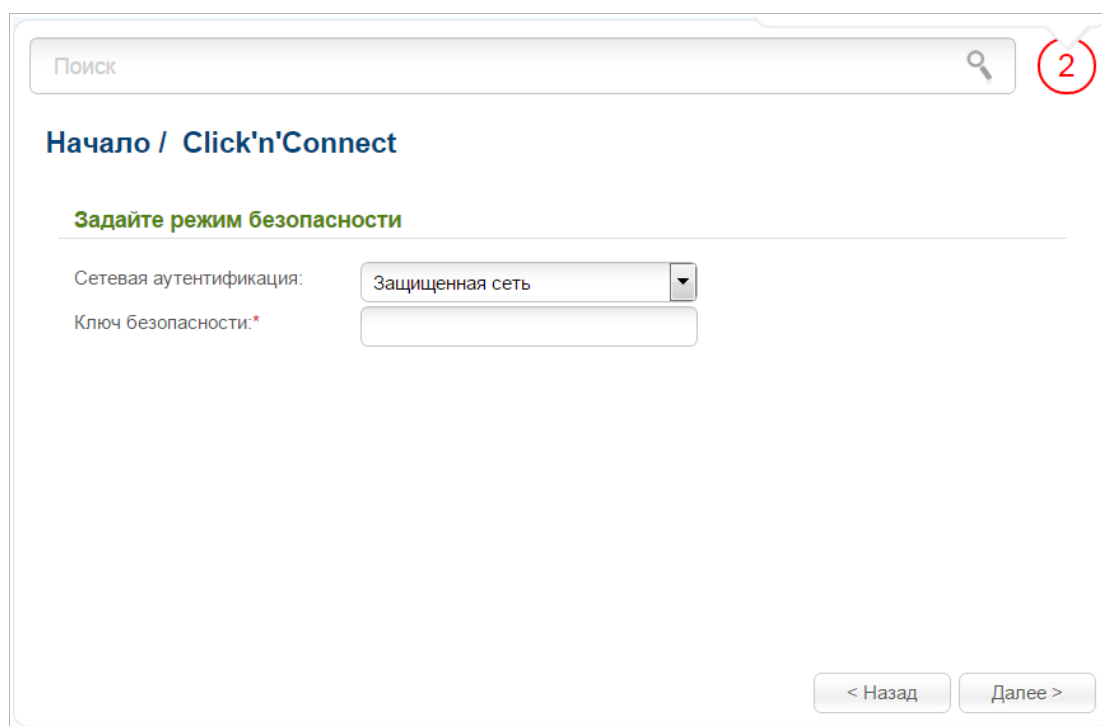 Поиск
2
Начало / Click'n'Connect
Задайте режим безопасности
Сетевая аутентификация: Защищенная сеть
Ключ безопасности:*
< Назад Далее >